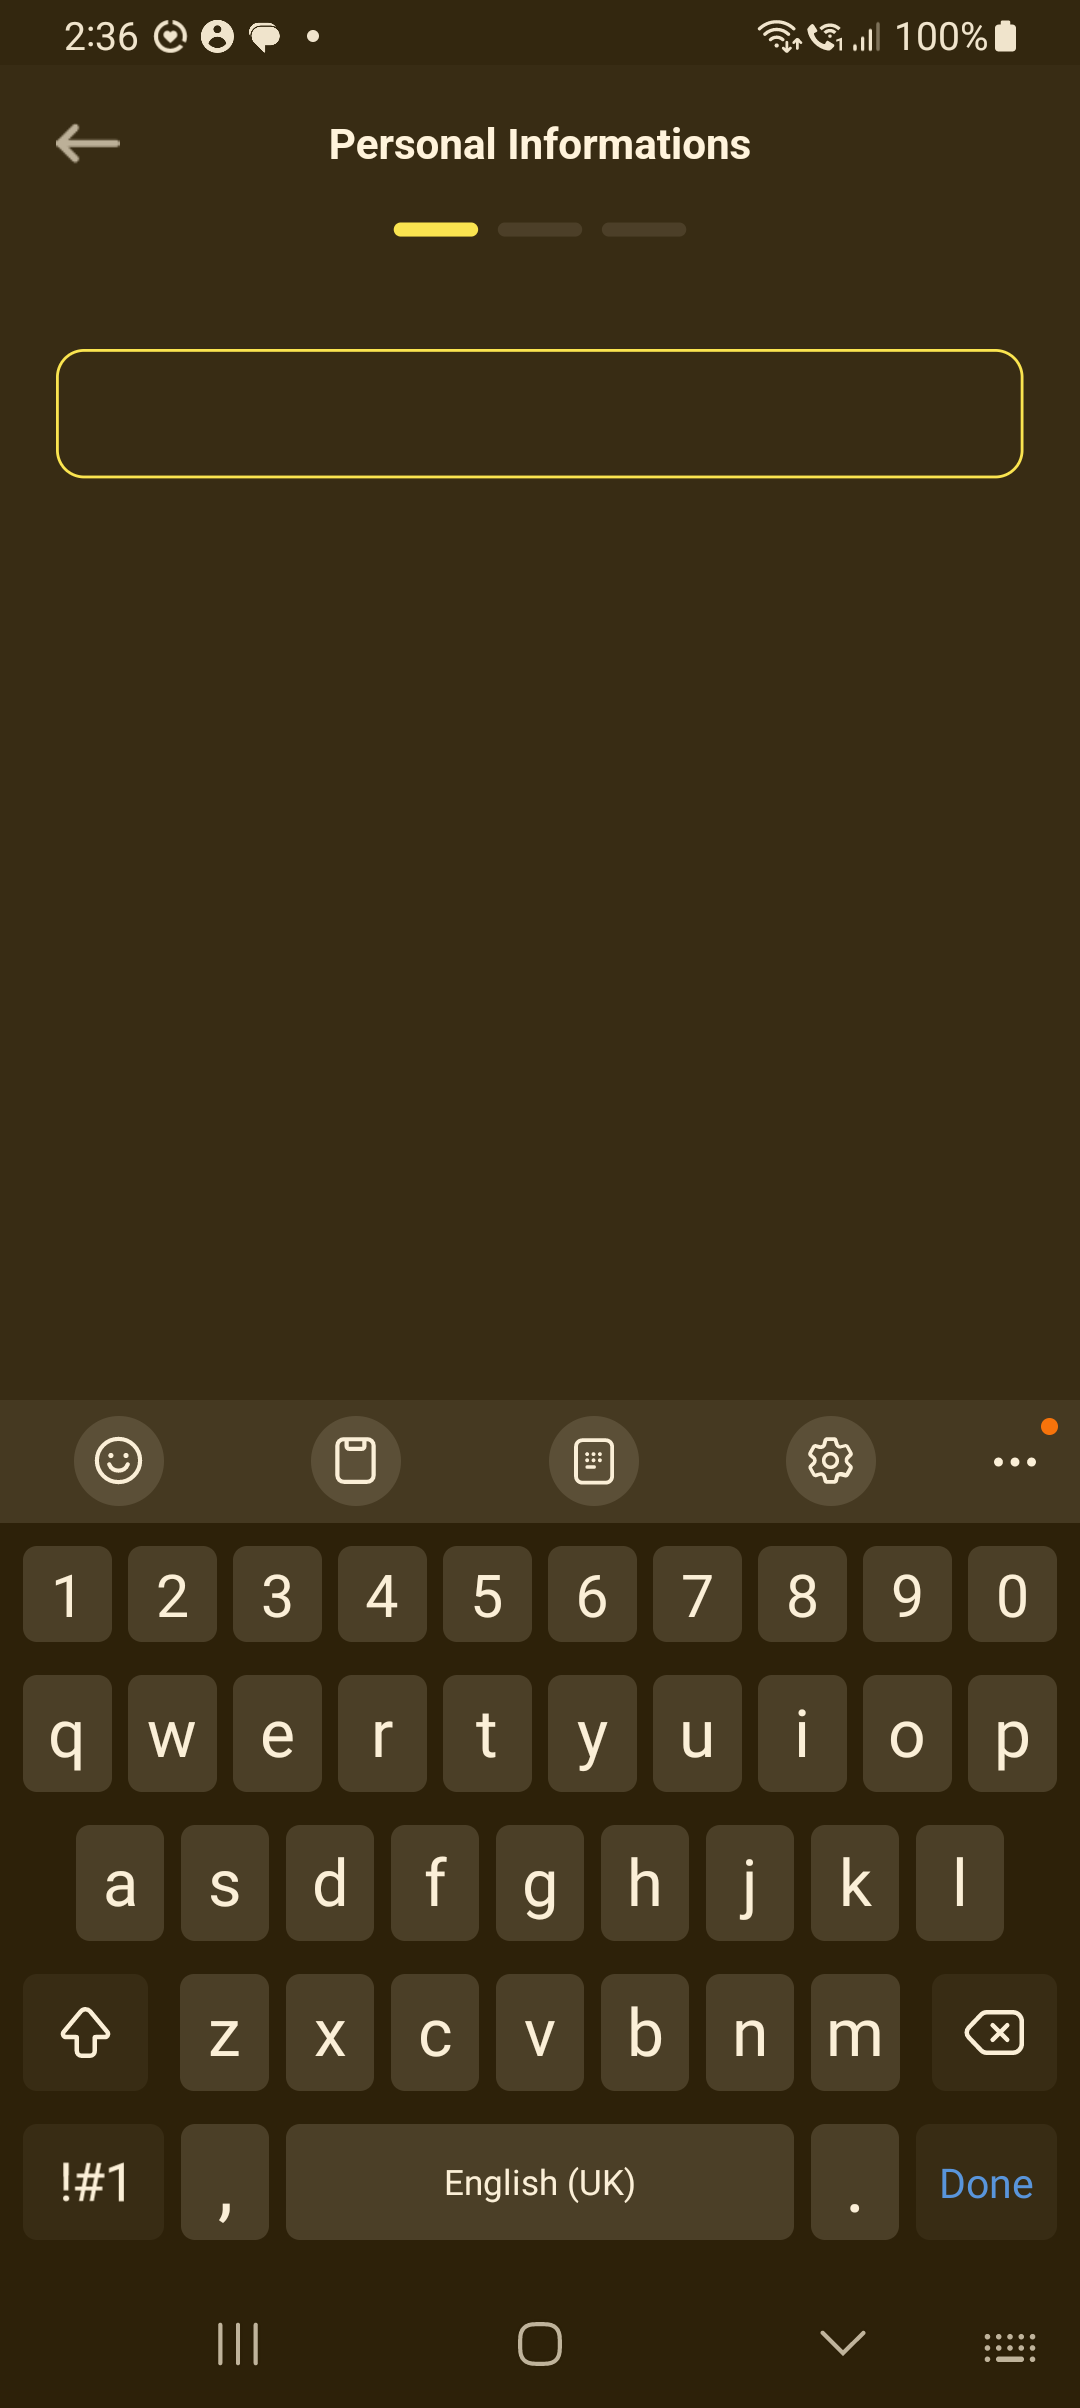 2:36 1 100%
Personal Informations
1 2 3 4 5 6 7 8 9 0
q w e r t y u i o p
a s d f g h j k l
z x c v b n m
!#1 , English (UK) . Done